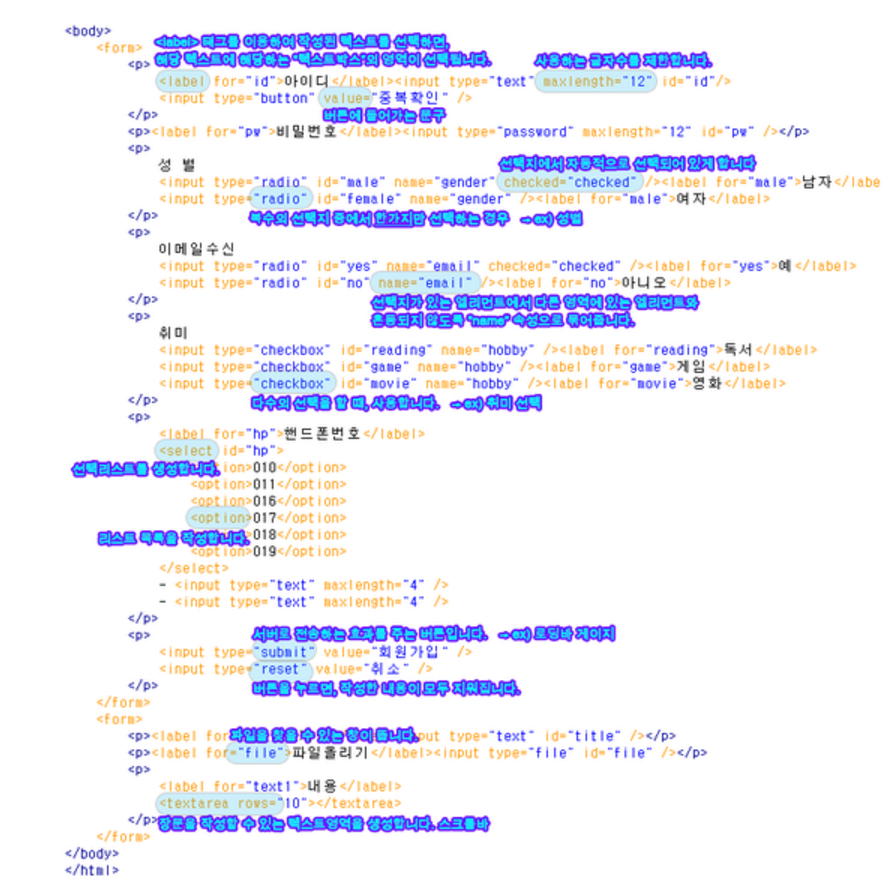 <body>
<form>
<label> 태그를 이용하여 작성된 텍스트를 선택하면,
해당 텍스트에 해당하는 "텍스트박스"의 영역이 선택됩니다. 사용하는 글자수를 제한합니다.
<p>
<label for="id">아이디</label><input type="text" maxlength="12" id="id"/>
<input type="button" value="중복확인" />
</p> 버튼에 들어가는 문구
<p><label for="pw">비밀번호</label><input type="password" maxlength="12" id="pw" /></p>
<p>
성 별 선택지에서 자동적으로 선택되어 있게 합니다
<input type="radio" id="male" name="gender" checked="checked" /><label for="male">남자</labe
<input type="radio" id="female" name="gender" /><label for="male">여자</label>
</p> 복수의 선택지 중에서 한가지만 선택하는 경우 →ex) 성별
<p>
이메일수신
<input type="radio" id="yes" name="email" checked="checked" /><label for="yes">예</label>
<input type="radio" id="no" name="email" /><label for="no">아니오</label>
</p> 선택지가 있는 엘리먼트에서 다른 영역에 있는 엘리먼트와
<p> 혼동되지 않도록 "name" 속성으로 묶어줍니다.
취미
<input type="checkbox" id="reading" name="hobby" /><label for="reading">독서</label>
<input type="checkbox" id="game" name="hobby" /><label for="game">게임</label>
<input type="checkbox" id="movie" name="hobby" /><label for="movie">영화</label>
</p> 다수의 선택을 할 때, 사용합니다. →ex) 취미 선택
<p>
<label for="hp">핸드폰번호</label>
<select id="hp">
선택리스트를 생성합니다. tion>010</option>
<option>011</option>
<option>016</option>
<option>017</option>
리스트 목록을 작성합니다. >018</option>
<option>019</option>
</select>
- <input type="text" maxlength="4" />
- <input type="text" maxlength="4" />
</p>
<p> 서버로 전송하는 효과를 주는 버튼입니다. →ex) 로딩바 게이지
<input type="submit" value="회원가입" />
<input type="reset" value="취소" />
</p> 버튼을 누르면, 작성한 내용이 모두 지워집니다.
</form>
<form>
<p><label for 파일을 찾을 수 있는 창이 뜹니다. put type="text" id="title" /></p>
<p><label for="file">파일올리기</label><input type="file" id="file" /></p>
<p>
<label for="text1">내용</label>
<textarea rows="10"></textarea>
</p> 장문을 작성할 수 있는 텍스트영역을 생성합니다. 스크롤바
</form>
</body>
</html>